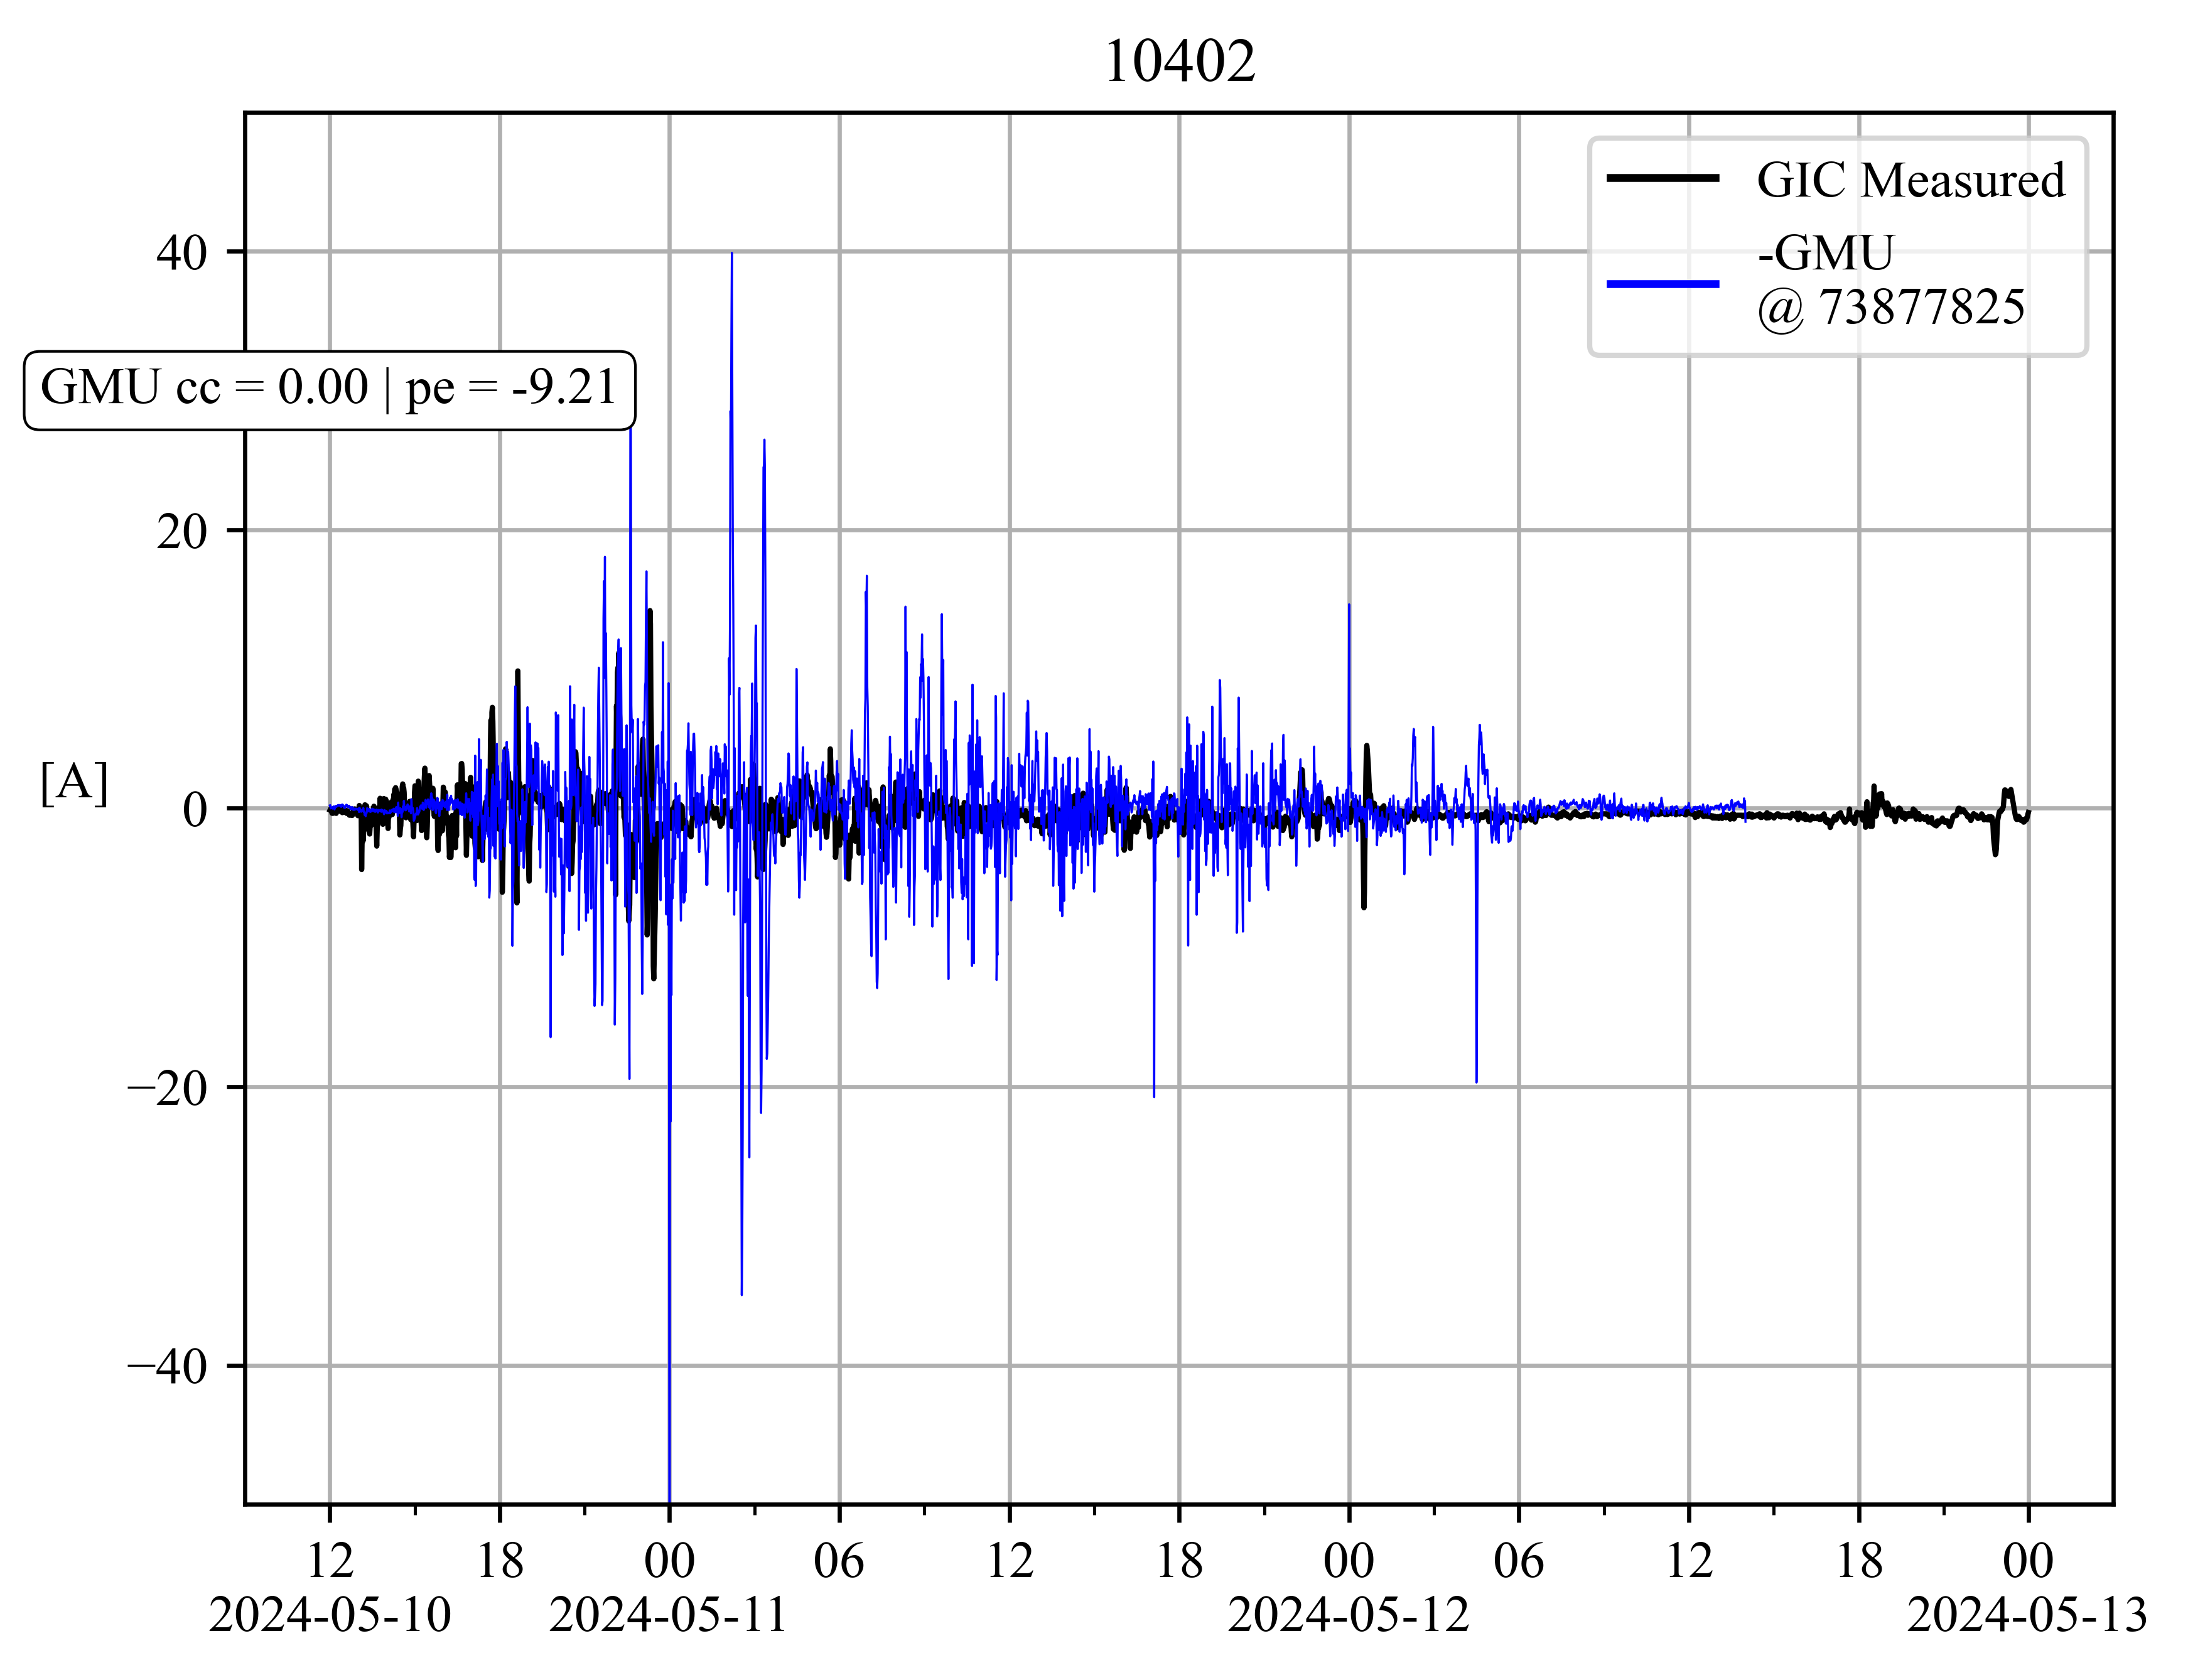 10402
GIC Measured
-GMU
@ 73877825
40
GMU cc = 0.00 | pe = -9.21
20
[A]
0
−20
−40
12 18 00 06 12 18 00 06 12 18 00
2024-05-10 2024-05-11 2024-05-12 2024-05-13